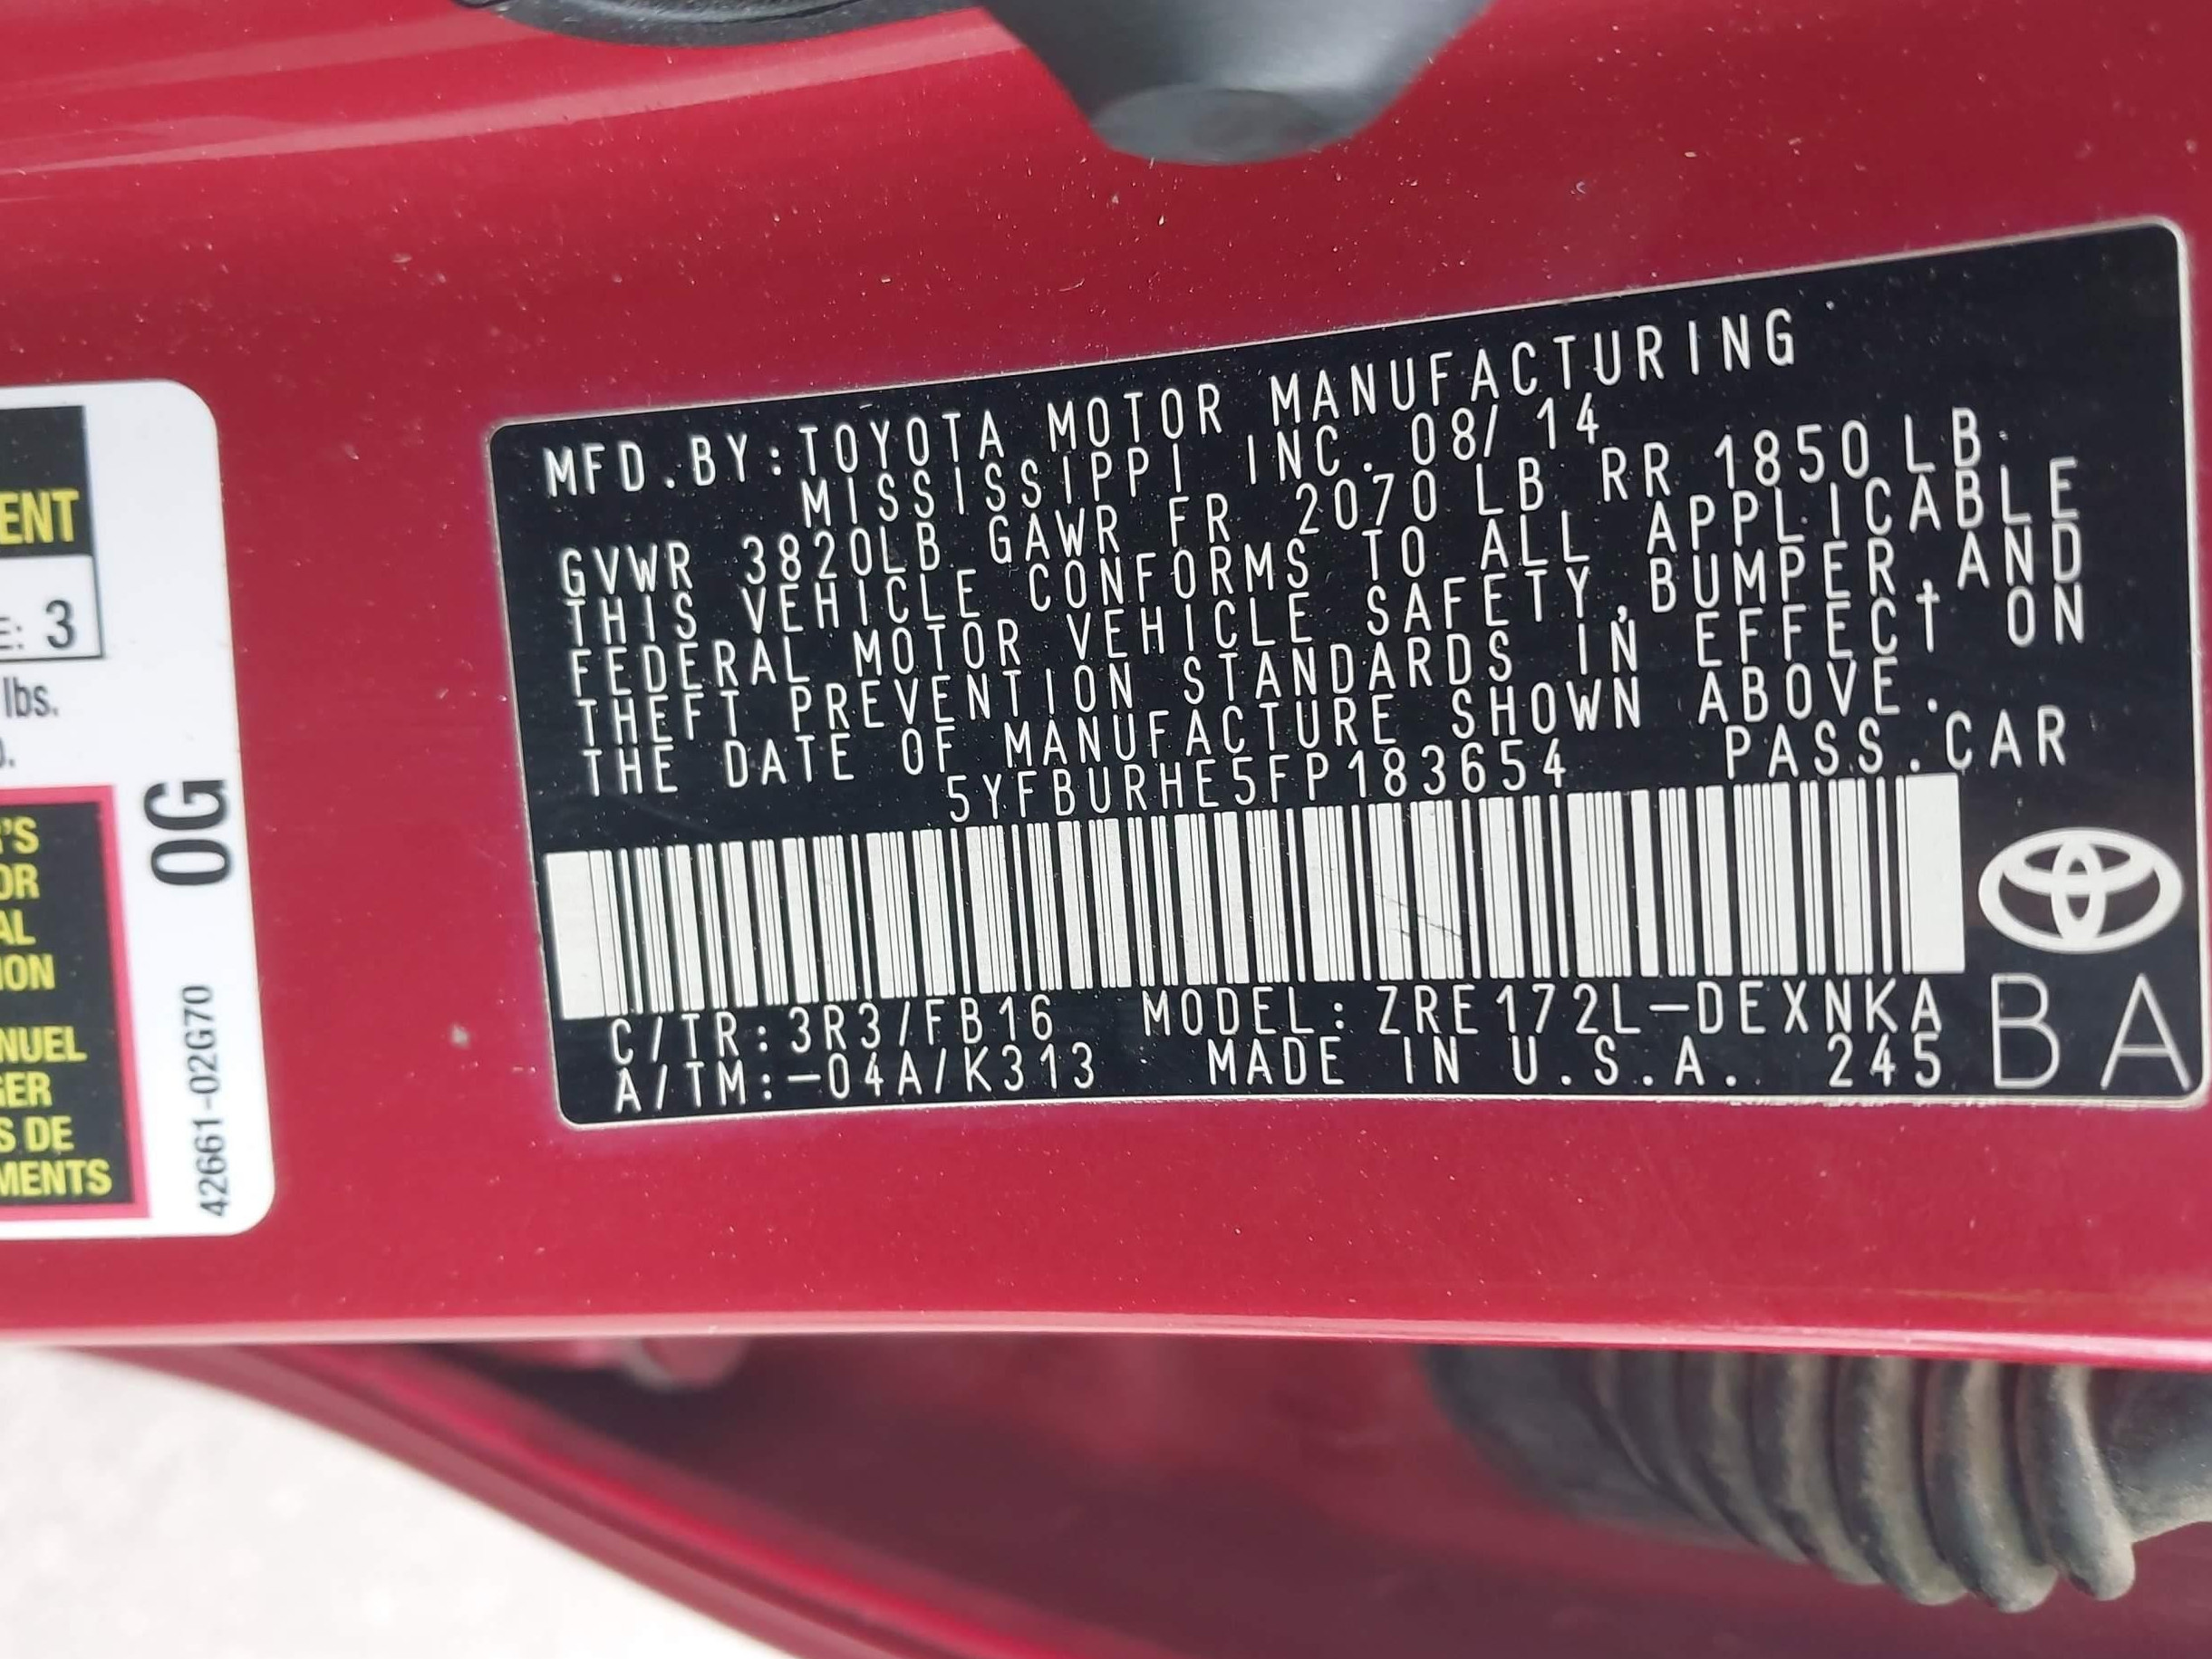 ENT
E: 3
lbs.
'S
OR
AL
ION
NUEL
GER
S DE
MENTS
0G
42661-02G70
MFD.BY:TOYOTA MOTOR MANUFACTURING
MISSISSIPPI INC. 08/14
GVWR 3820LB GAWR FR 2070 LB RR 1850 LB
THIS VEHICLE CONFORMS TO ALL APPLICABLE
FEDERAL MOTOR VEHICLE SAFETY,BUMPER,AND
THEFT PREVENTION STANDARDS IN EFFECT ON
THE DATE OF MANUFACTURE SHOWN ABOVE.
5YFBURHE5FP183654 PASS.CAR
C/TR:3R3/FB16 MODEL:ZRE172L-DEXNKA
A/TM:-04A/K313 MADE IN U.S.A. 245
BA